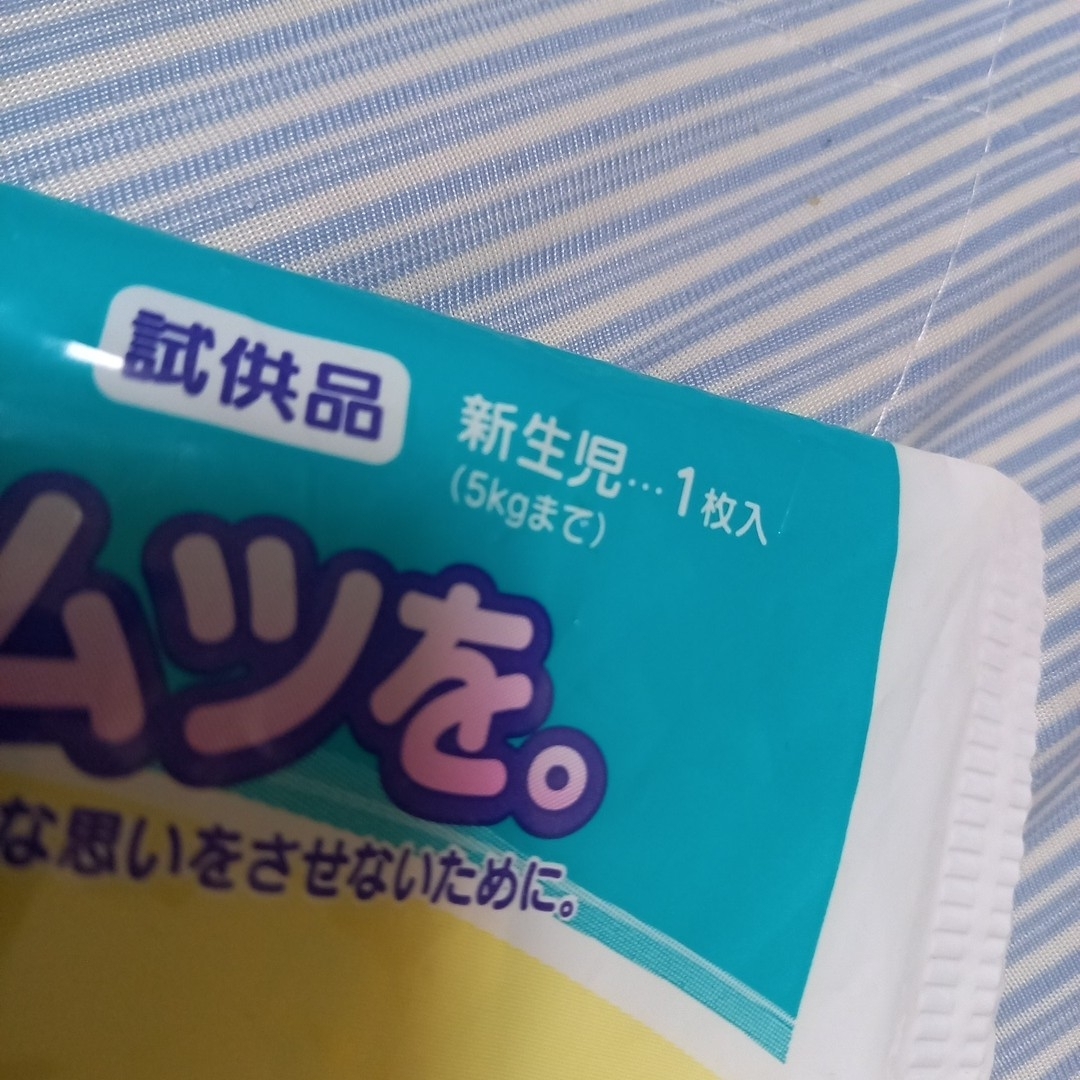 試供品
新生児…1枚入
(5kgまで)
ムツを。
な思いをさせないために。